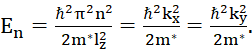 Eₙ = ℏ²π²n²/2m*l_z² = ℏ²k_x²/2m* = ℏ²k_y²/2m*.